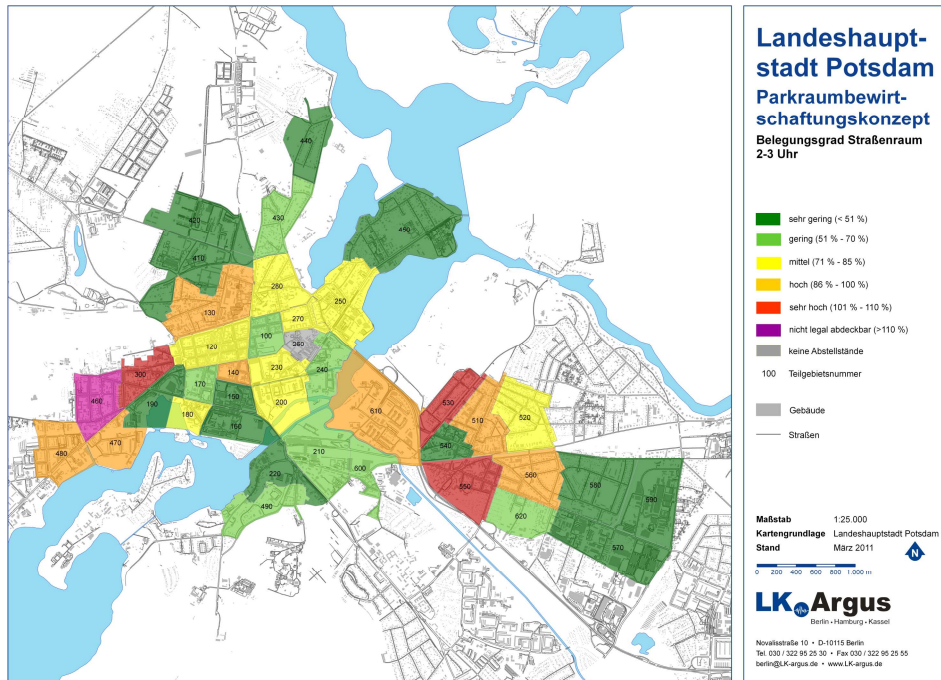 Landeshaupt-
stadt Potsdam
Parkraumbewirt-
schaftungskonzept
Belegungsgrad Straßenraum
2-3 Uhr
sehr gering (< 51 %)
gering (51 % - 70 %)
mittel (71 % - 85 %)
hoch (86 % - 100 %)
sehr hoch (101 % - 110 %)
nicht legal abdeckbar (>110 %)
keine Abstellstände
100 Teilgebietsnummer
Gebäude
Straßen
Maßstab 1:25.000
Kartengrundlage Landeshauptstadt Potsdam
Stand März 2011
N
0 200 400 600 800 1.000 m
LK Argus
Berlin • Hamburg • Kassel
Novalisstraße 10 • D-10115 Berlin
Tel. 030 / 322 95 25 30 • Fax 030 / 322 95 25 55
berlin@LK-argus.de • www.LK-argus.de
440
420
430
450
410
280
250
130
270
100
120
260
230
240
140
300
170
150
460
190
200
180
160
610
530
510
520
540
470
480
210
220
600
550
560
580
590
490
620
570